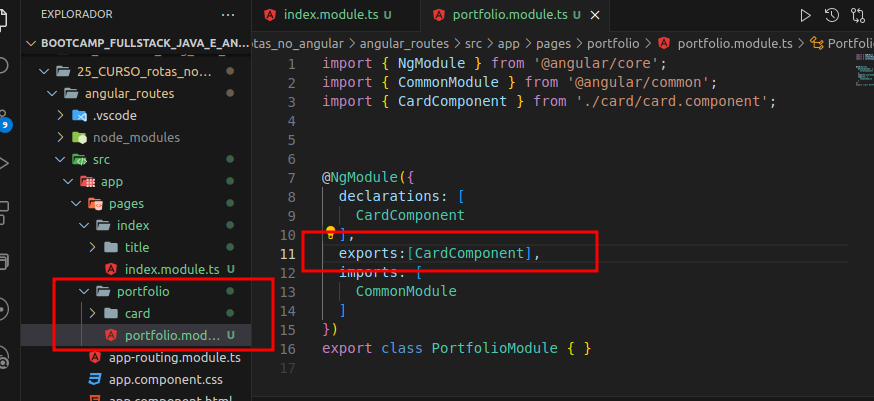 EXPLORADOR
BOOTCAMP_FULLSTACK_JAVA_E_AN...
25_CURSO_rotas_no...
angular_routes
.vscode
node_modules
src
app
pages
index
title
index.module.ts U
portfolio
card
portfolio.mod... U
app-routing.module.ts
app.component.css
app.component.html
9
index.module.ts U
portfolio.module.ts U
otas_no_angular > angular_routes > src > app > pages > portfolio > portfolio.module.ts > Portfoli
1 import { NgModule } from '@angular/core';
2 import { CommonModule } from '@angular/common';
3 import { CardComponent } from './card/card.component';
4
5
6
7 @NgModule({
8 declarations: [
9 CardComponent
10 ],
11 exports:[CardComponent],
12 imports: [
13 CommonModule
14 ]
15 })
16 export class PortfolioModule { }
17